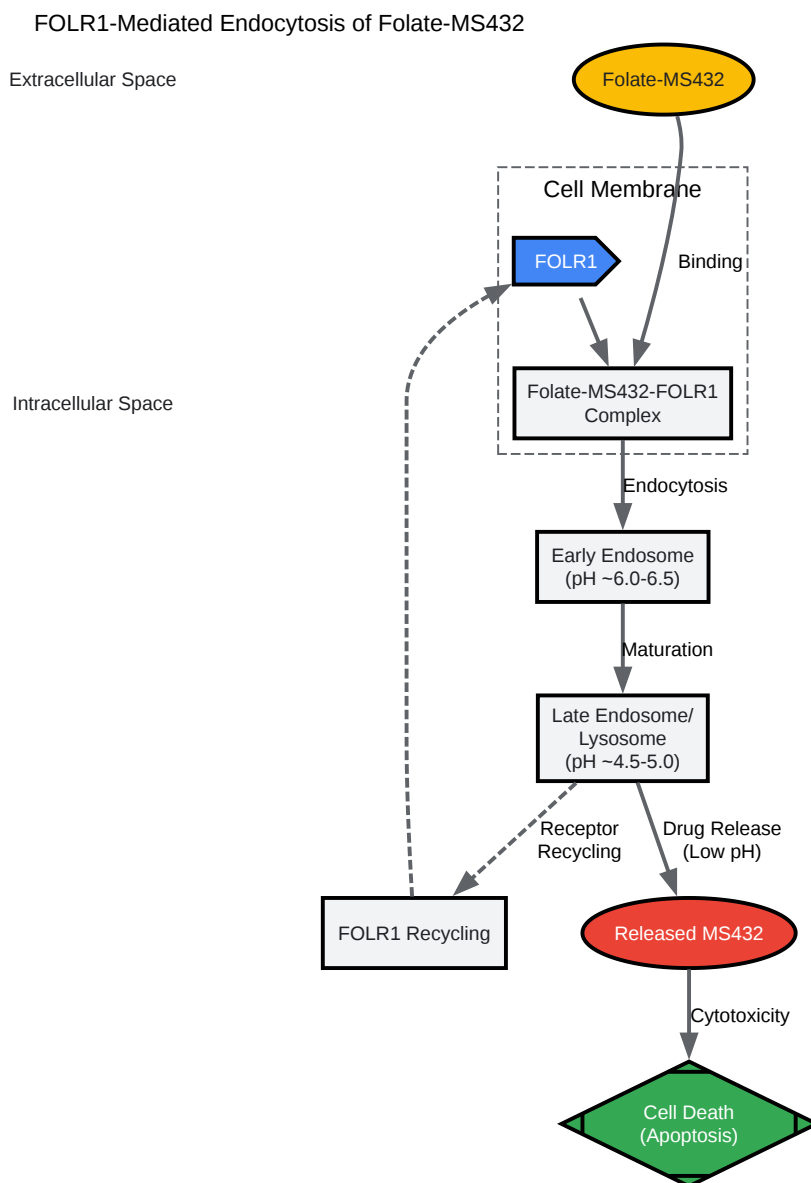 FOLR1-Mediated Endocytosis of Folate-MS432
Extracellular Space
Folate-MS432
Cell Membrane
FOLR1
Binding
Intracellular Space
Folate-MS432-FOLR1
Complex
Endocytosis
Early Endosome
(pH ~6.0-6.5)
Maturation
Late Endosome/
Lysosome
(pH ~4.5-5.0)
Receptor
Recycling
Drug Release
(Low pH)
FOLR1 Recycling
Released MS432
Cytotoxicity
Cell Death
(Apoptosis)